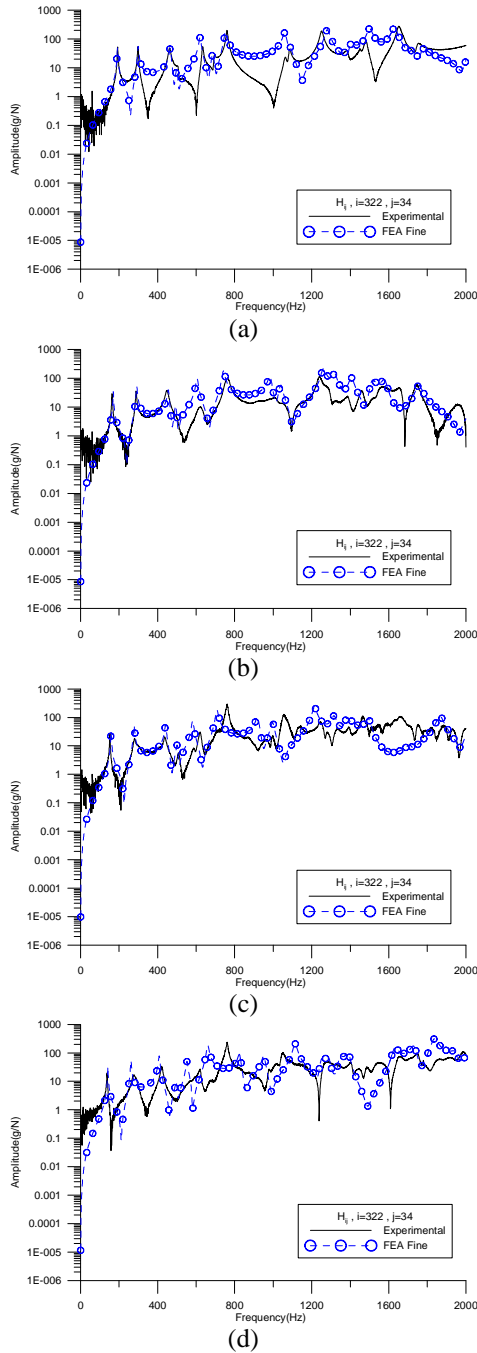 1000
100
10
1
0.1
0.01
0.001
0.0001
1E-005
1E-006
Amplitude(g/N)
Hij , i=322 , j=34
Experimental
FEA Fine
0 400 800 1200 1600 2000
Frequency(Hz)
(a)
1000
100
10
1
0.1
0.01
0.001
0.0001
1E-005
1E-006
Amplitude(g/N)
Hij , i=322 , j=34
Experimental
FEA Fine
0 400 800 1200 1600 2000
Frequency(Hz)
(b)
1000
100
10
1
0.1
0.01
0.001
0.0001
1E-005
1E-006
Amplitude(g/N)
Hij , i=322 , j=34
Experimental
FEA Fine
0 400 800 1200 1600 2000
Frequency(Hz)
(c)
1000
100
10
1
0.1
0.01
0.001
0.0001
1E-005
1E-006
Amplitude(g/N)
Hij , i=322 , j=34
Experimental
FEA Fine
0 400 800 1200 1600 2000
Frequency(Hz)
(d)